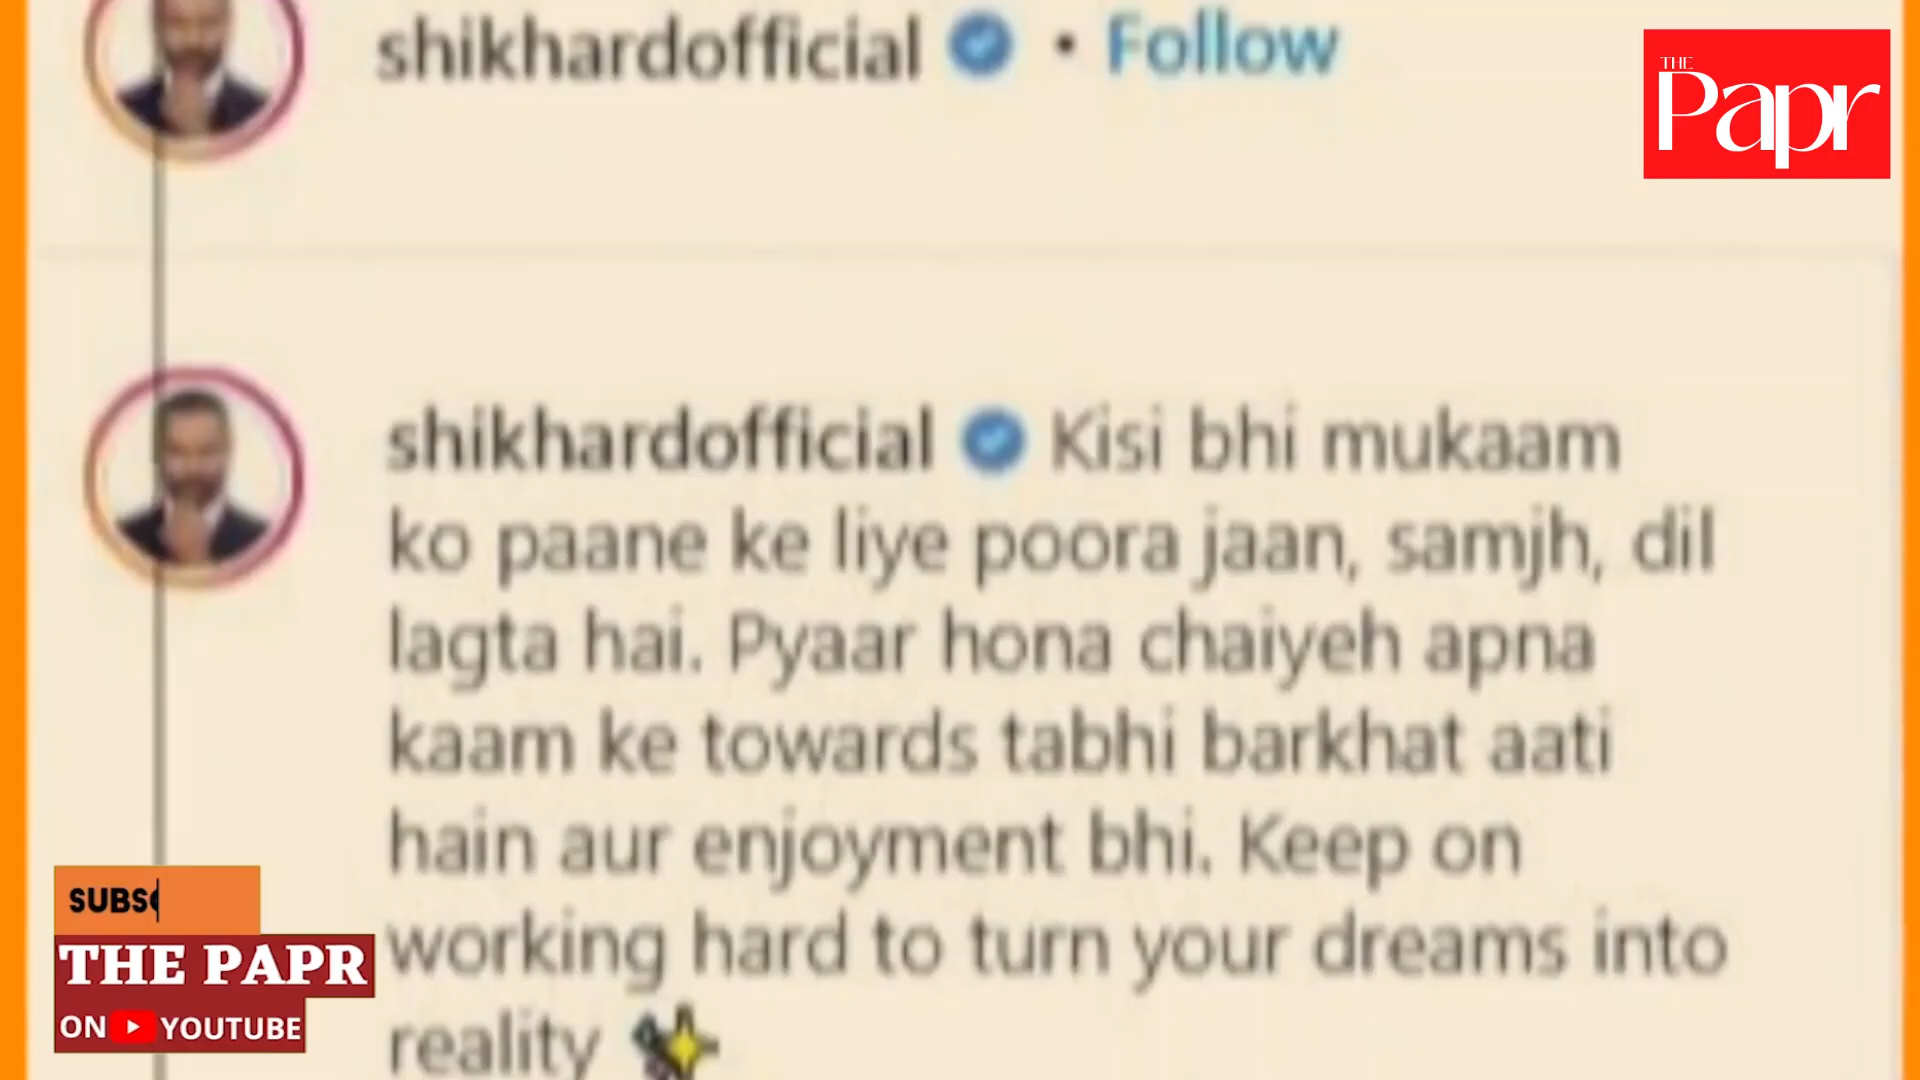 shikhardofficial • Follow
THE
Papr
shikhardofficial Kisi bhi mukaam
ko paane ke liye poora jaan, samjh, dil
lagta hai. Pyaar hona chaiyeh apna
kaam ke towards tabhi barkhat aati
hain aur enjoyment bhi. Keep on
working hard to turn your dreams into
reality
SUBSC
THE PAPR
ON YOUTUBE